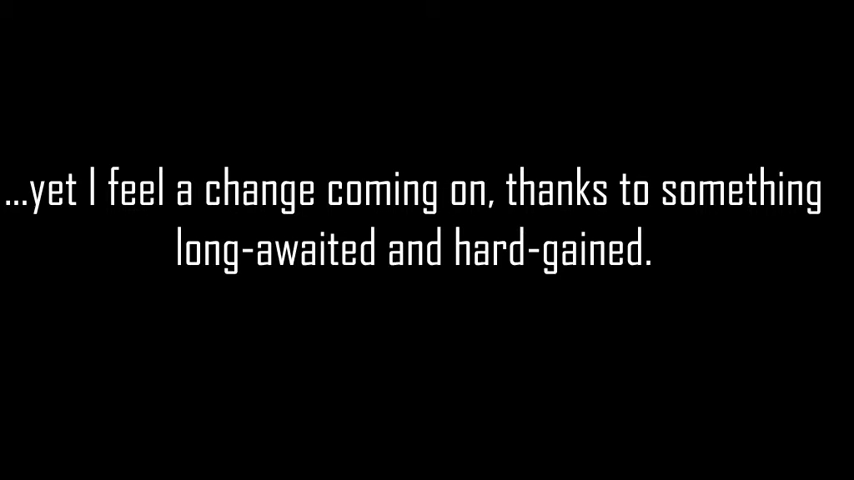 ...yet I feel a change coming on, thanks to something
long-awaited and hard-gained.